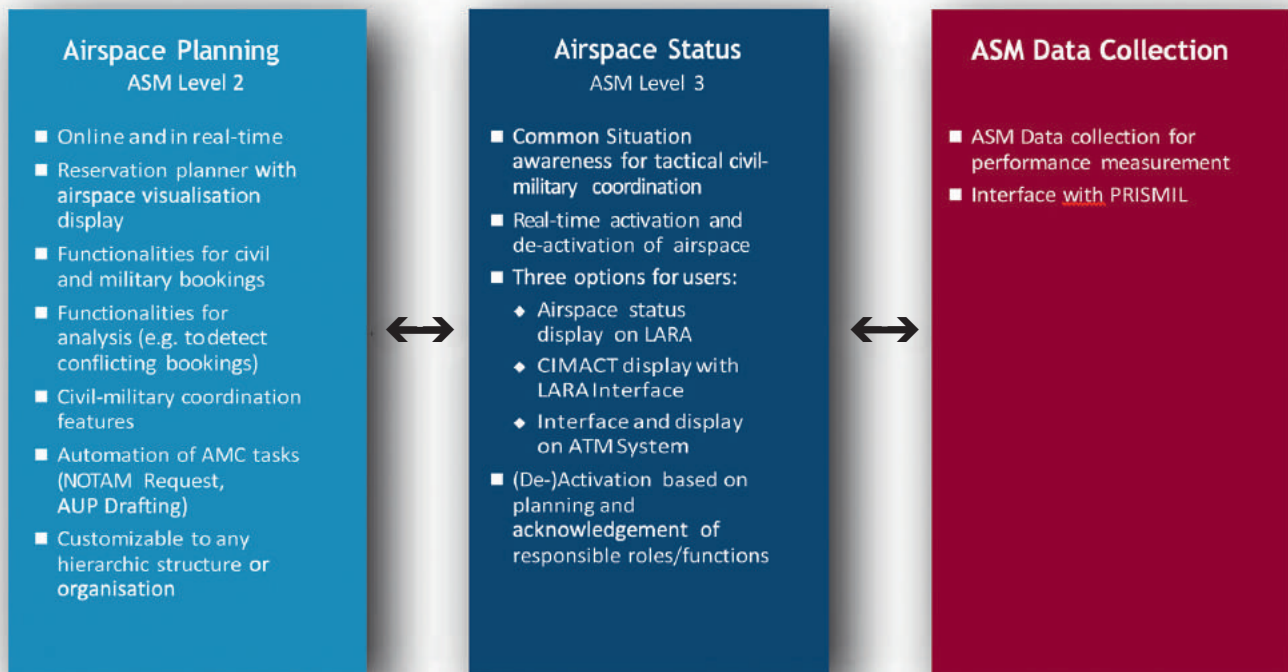 Airspace Planning
ASM Level 2
■ Online and in real-time
■ Reservation planner with
airspace visualisation
display
■ Functionalities for civil
and military bookings
■ Functionalities for
analysis (e.g. to detect
conflicting bookings)
■ Civil-military coordination
features
■ Automation of AMC tasks
(NOTAM Request,
AUP Drafting)
■ Customizable to any
hierarchic structure or
organisation
Airspace Status
ASM Level 3
■ Common Situation
awareness for tactical civil-
military coordination
■ Real-time activation and
de-activation of airspace
■ Three options for users:
◆ Airspace status
display on LARA
◆ CIMACT display with
LARA Interface
◆ Interface and display
on ATM System
■ (De-)Activation based on
planning and
acknowledgement of
responsible roles/functions
ASM Data Collection
■ ASM Data collection for
performance measurement
■ Interface with PRISMIL